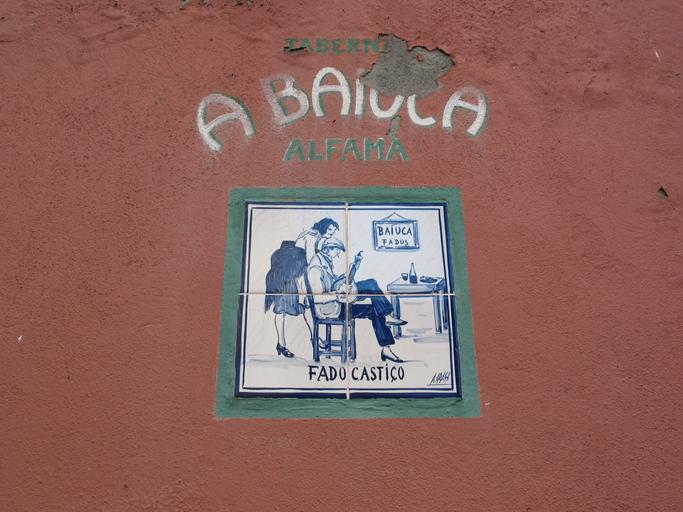 TABERN
A BAIUCA
ALFAMA
BAIUCA
FADOS
FADO CASTIÇO